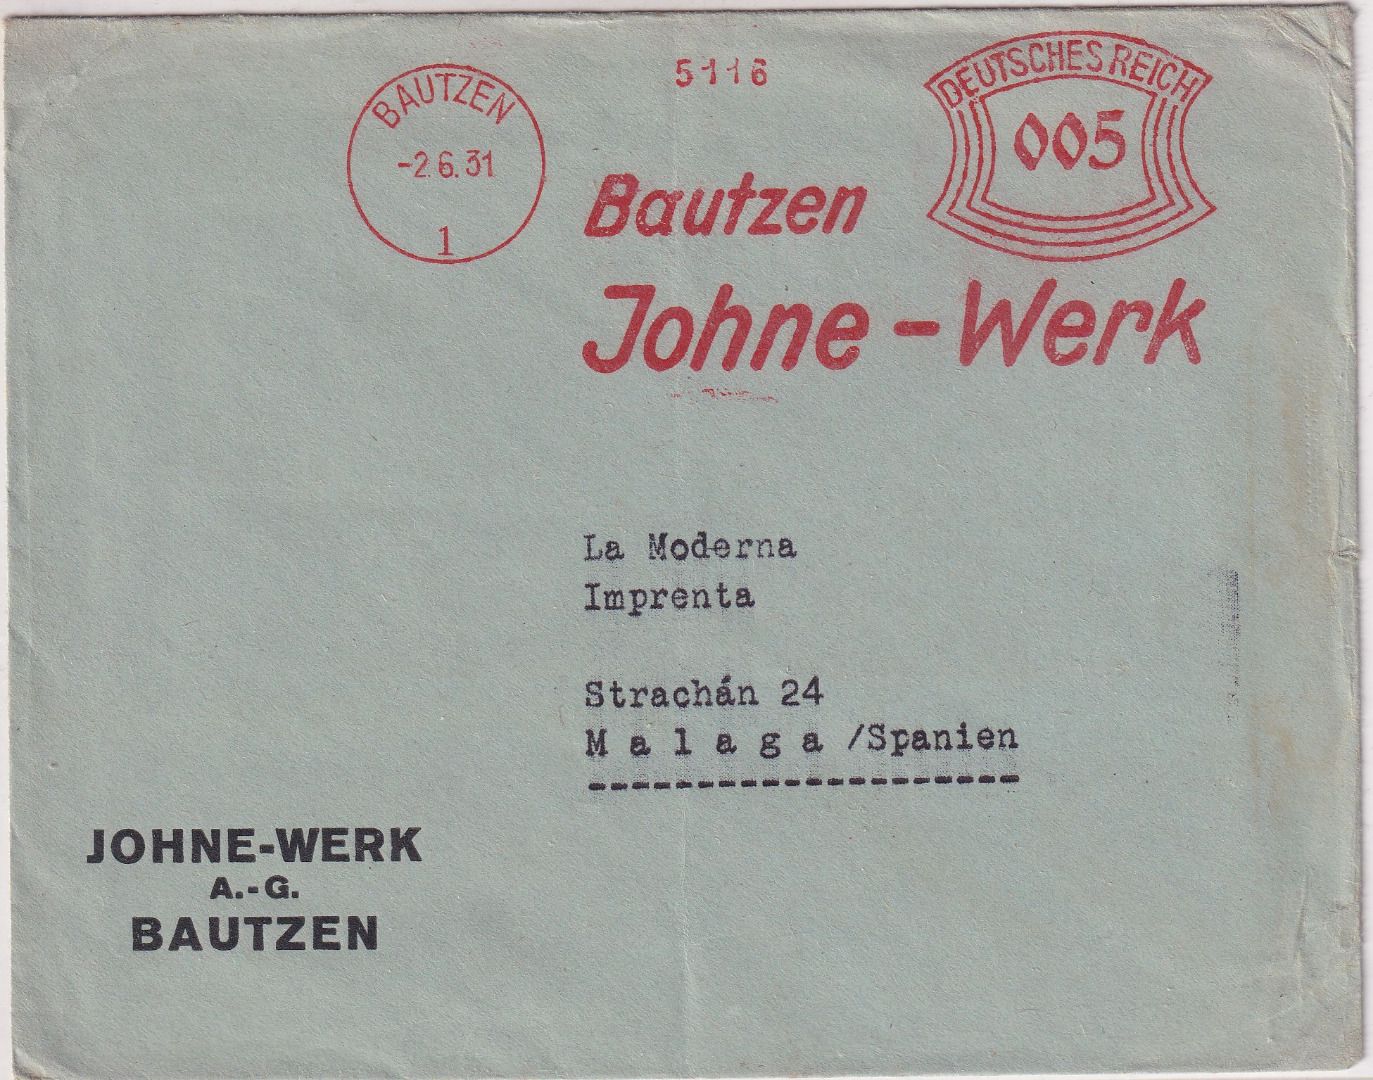 BAUTZEN
-2.6.31
1
5116
DEUTSCHES REICH
005
Bautzen
Johne-Werk
La Moderna
Imprenta
Strachán 24
Malaga /Spanien
--------------------
JOHNE-WERK
A.-G.
BAUTZEN